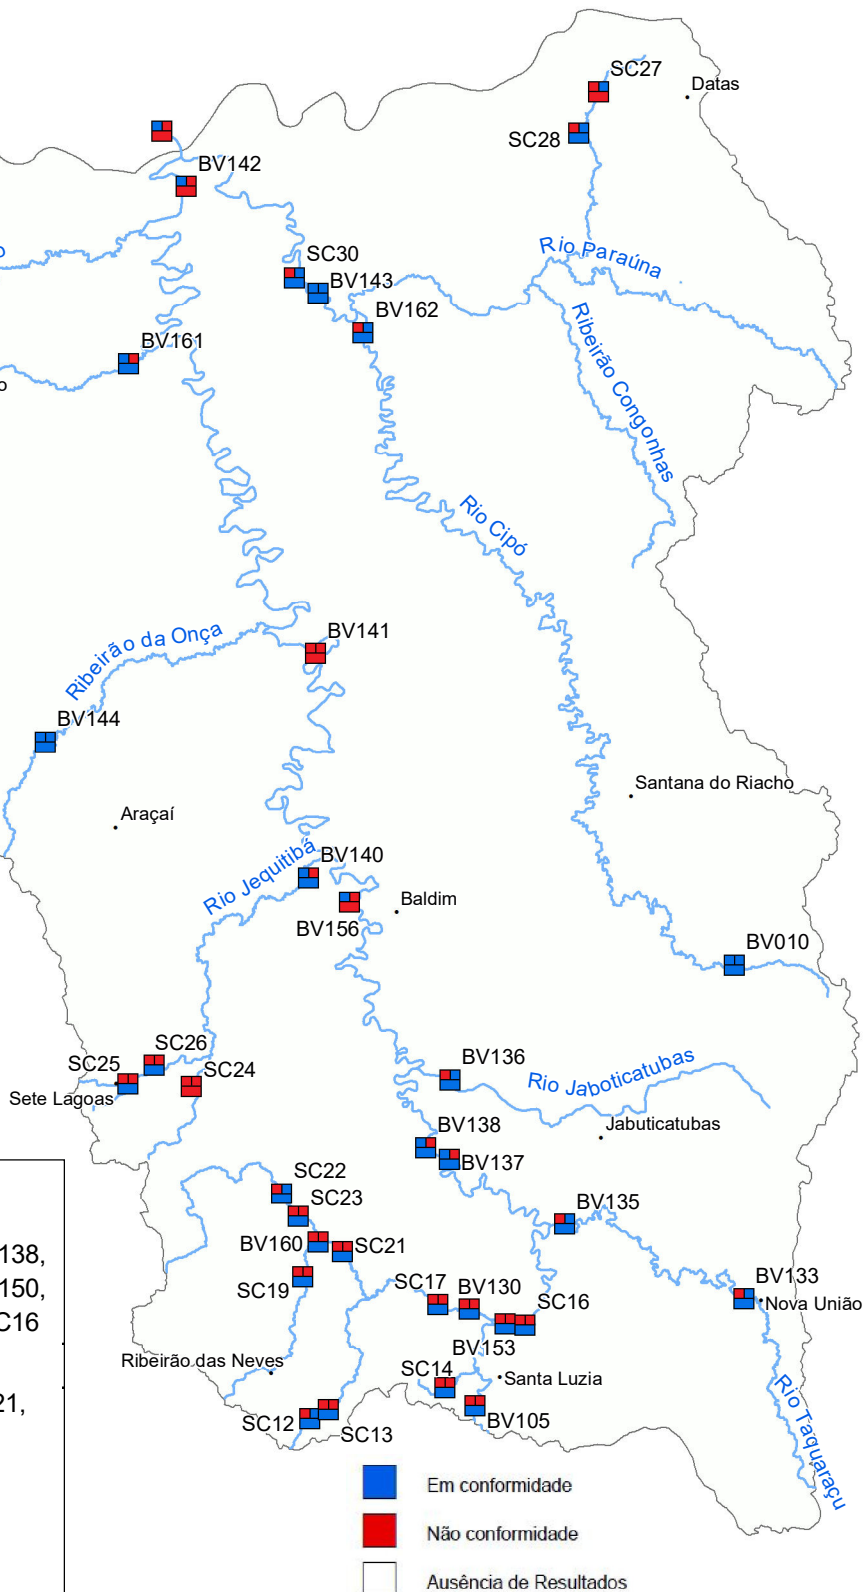 SC27
Datas
SC28
BV142
o
Rio Paraúna
SC30
BV143
BV162
Ribeirão Congonhas
BV161
o
Rio Cipó
Ribeirão da Onça
BV141
BV144
Santana do Riacho
Araçaí
Rio Jequitibá
BV140
Baldim
BV156
BV010
SC26
SC25
SC24
Sete Lagoas
BV136
Rio Jaboticatubas
BV138
Jabuticatubas
BV137
SC22
SC23
BV135
BV160
SC21
138,
150,
SC19
SC17
BV130
SC16
BV133
Nova União
C16
BV153
Ribeirão das Neves
SC14
Santa Luzia
21,
SC12
SC13
BV105
Rio Taquaraçu
Em conformidade
Não conformidade
Ausência de Resultados